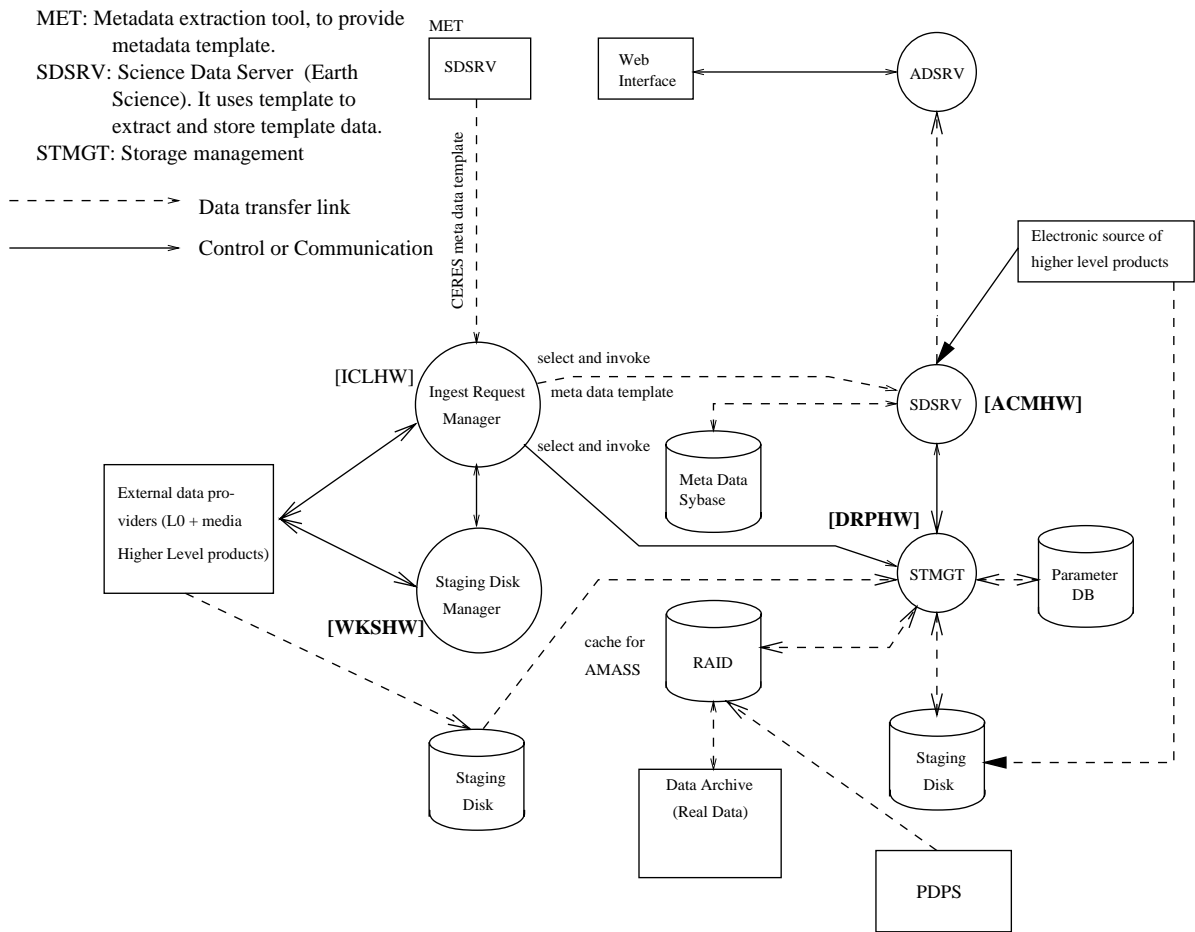 MET: Metadata extraction tool, to provide
metadata template.
SDSRV: Science Data Server (Earth
Science). It uses template to
extract and store template data.
STMGT: Storage management
Data transfer link
Control or Communication
MET
SDSRV
Web
Interface
ADSRV
CERES meta data template
Electronic source of
higher level products
[ICLHW]
Ingest Request
Manager
select and invoke
meta data template
select and invoke
SDSRV
[ACMHW]
Meta Data
Sybase
External data pro-
viders (L0 + media
Higher Level products)
[DRPHW]
STMGT
Parameter
DB
Staging Disk
Manager
[WKSHW]
cache for
AMASS
RAID
Staging
Disk
Staging
Disk
Data Archive
(Real Data)
PDPS